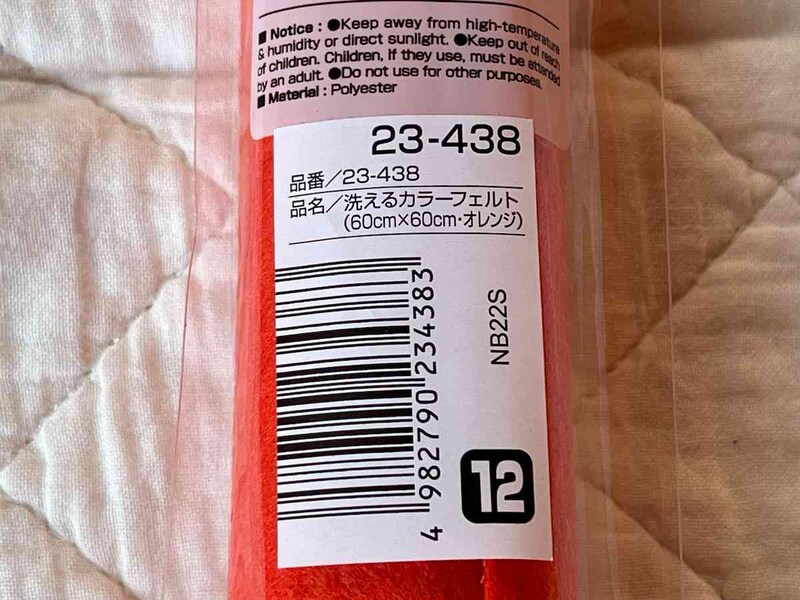 ■ Notice : ●Keep away from high-temperature
& humidity or direct sunlight. ●Keep out of reach
of children. Children, if they use, must be attended
by an adult. ●Do not use for other purposes.
■ Material : Polyester
23-438
品番/23-438
品名/洗えるカラーフェルト
(60cm×60cm・オレンジ)
NB22S
4 982790 234383
12